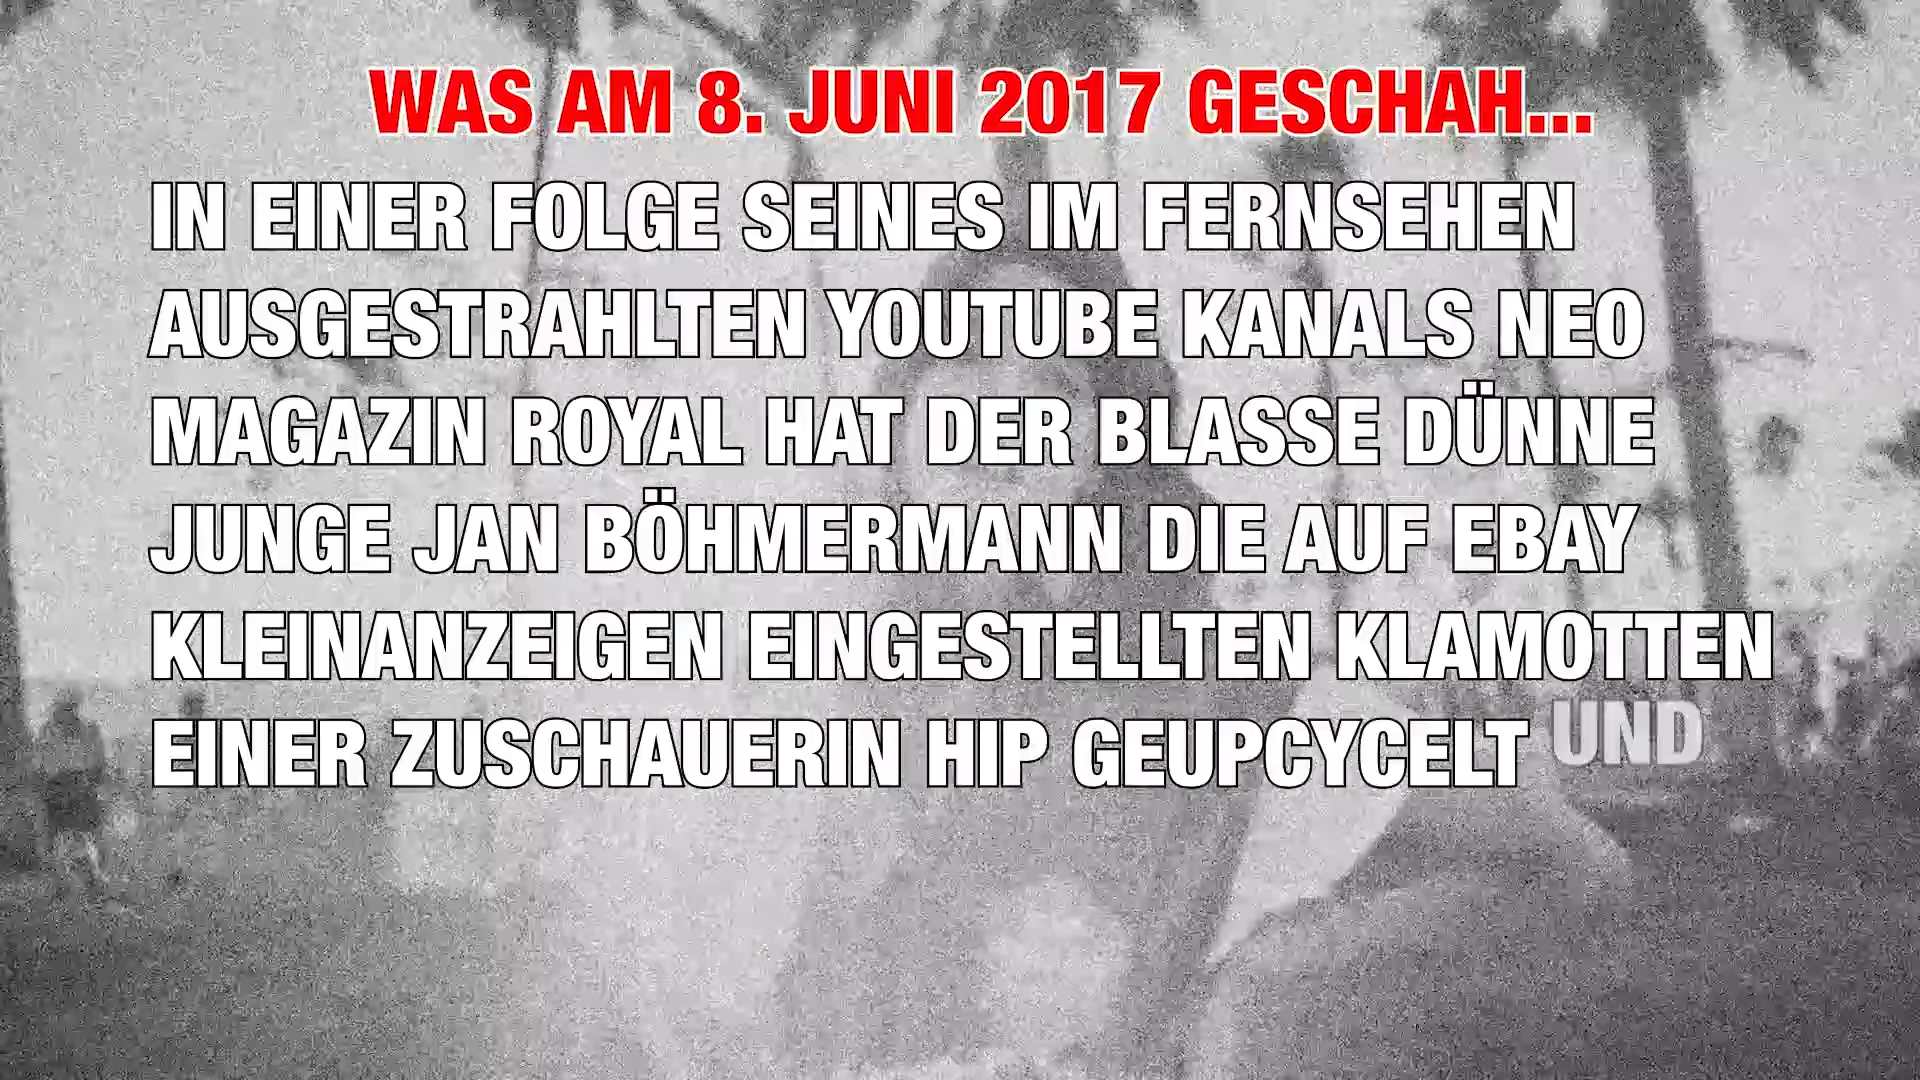 WAS AM 8. JUNI 2017 GESCHAH...
IN EINER FOLGE SEINES IM FERNSEHEN
AUSGESTRAHLTEN YOUTUBE KANALS NEO
MAGAZIN ROYAL HAT DER BLASSE DÜNNE
JUNGE JAN BÖHMERMANN DIE AUF EBAY
KLEINANZEIGEN EINGESTELLTEN KLAMOTTEN
EINER ZUSCHAUERIN HIP GEUPCYCELT UND